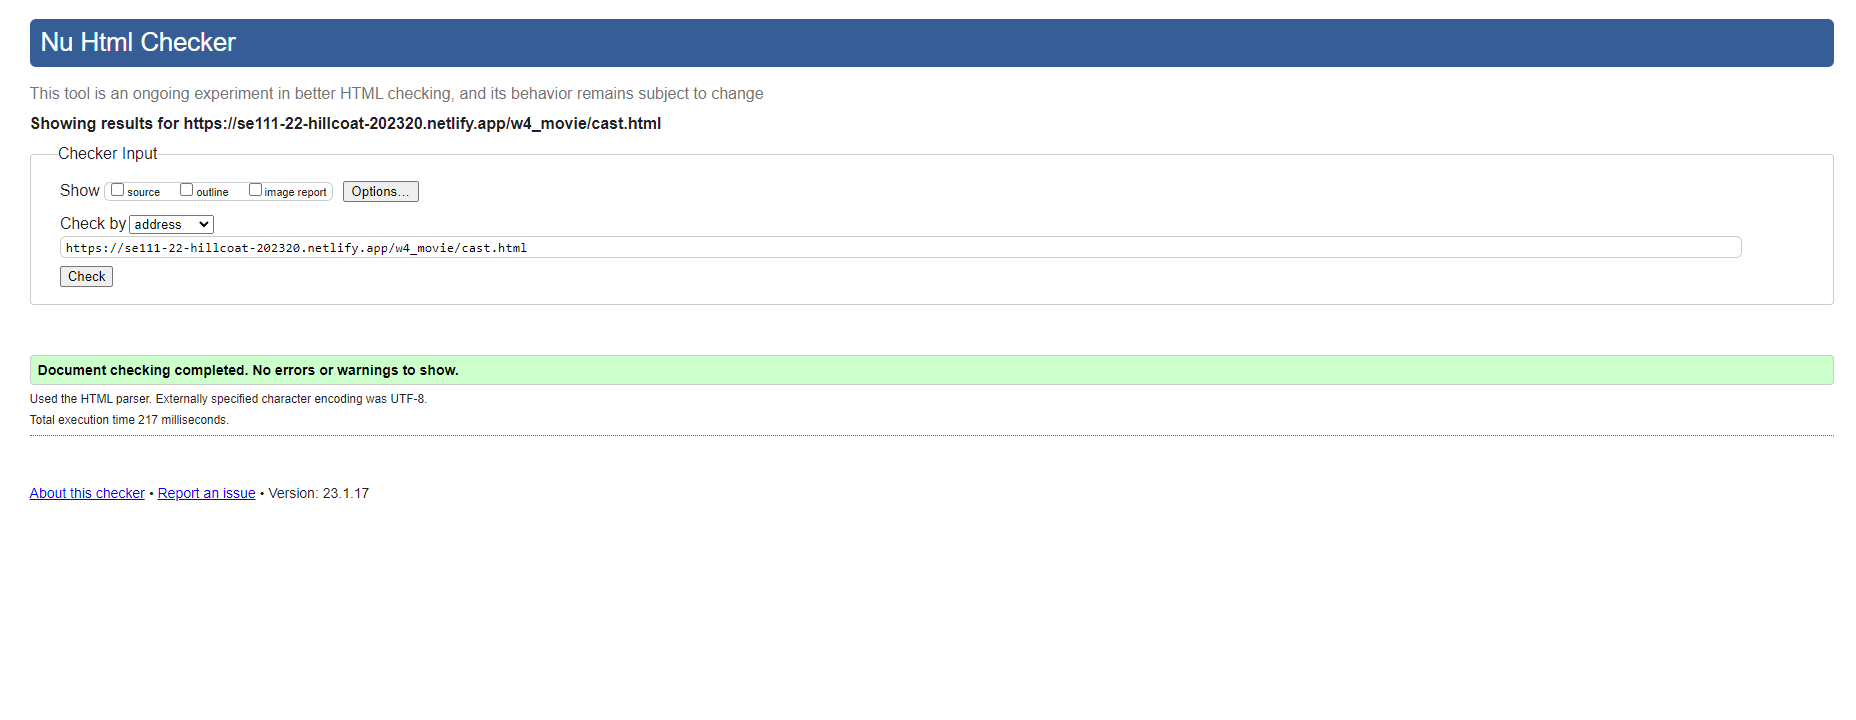 Nu Html Checker
This tool is an ongoing experiment in better HTML checking, and its behavior remains subject to change
Showing results for https://se111-22-hillcoat-202320.netlify.app/w4_movie/cast.html
Checker Input
Show source outline image report Options...
Check by address
https://se111-22-hillcoat-202320.netlify.app/w4_movie/cast.html
Check
Document checking completed. No errors or warnings to show.
Used the HTML parser. Externally specified character encoding was UTF-8.
Total execution time 217 milliseconds.
About this checker • Report an issue • Version: 23.1.17